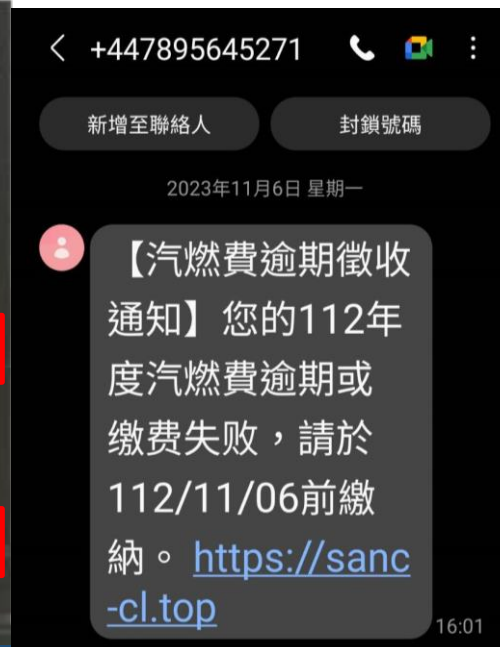 +447895645271
新增至聯絡人 封鎖號碼
2023年11月6日 星期一
【汽燃費逾期徵收
通知】您的112年
度汽燃費逾期或
缴费失败，請於
112/11/06前繳
納。 https://sanc
-cl.top
16:01